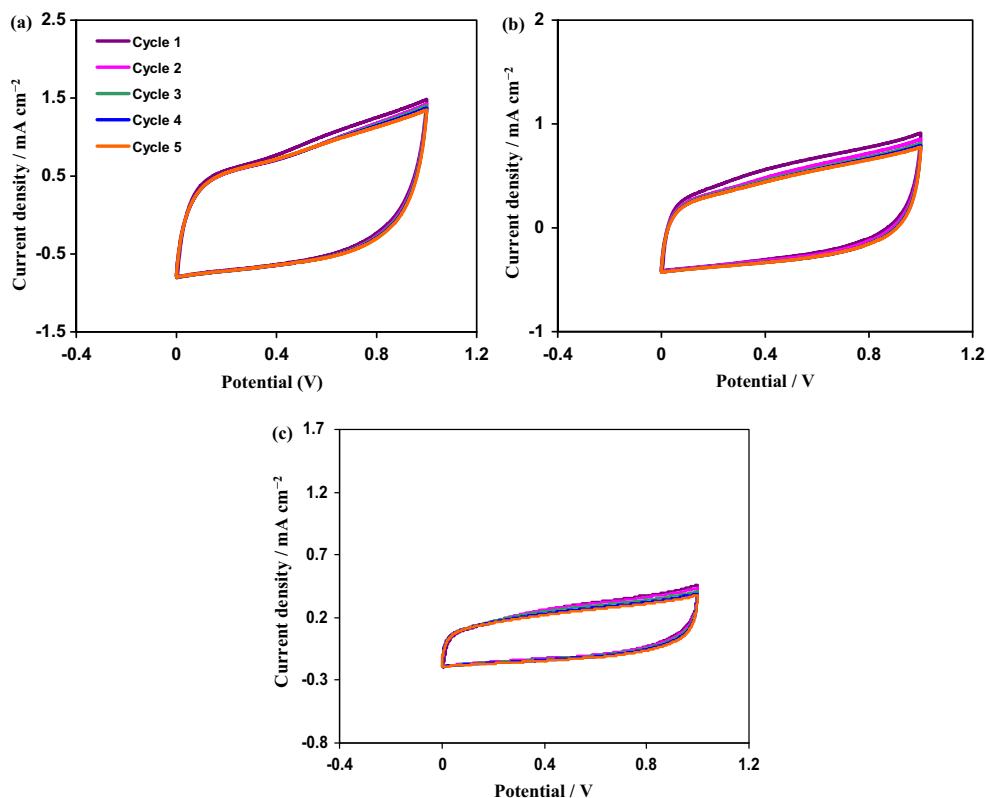 (a)
2.5
1.5
0.5
-0.5
-1.5
Current density / mA cm⁻²
Cycle 1
Cycle 2
Cycle 3
Cycle 4
Cycle 5
-0.4
0
0.4
0.8
1.2
Potential (V)
(b)
2
1
0
-1
Current density / mA cm⁻²
-0.4
0
0.4
0.8
1.2
Potential / V
(c)
1.7
1.2
0.7
0.2
-0.3
-0.8
Current density / mA cm⁻²
-0.4
0
0.4
0.8
1.2
Potential / V